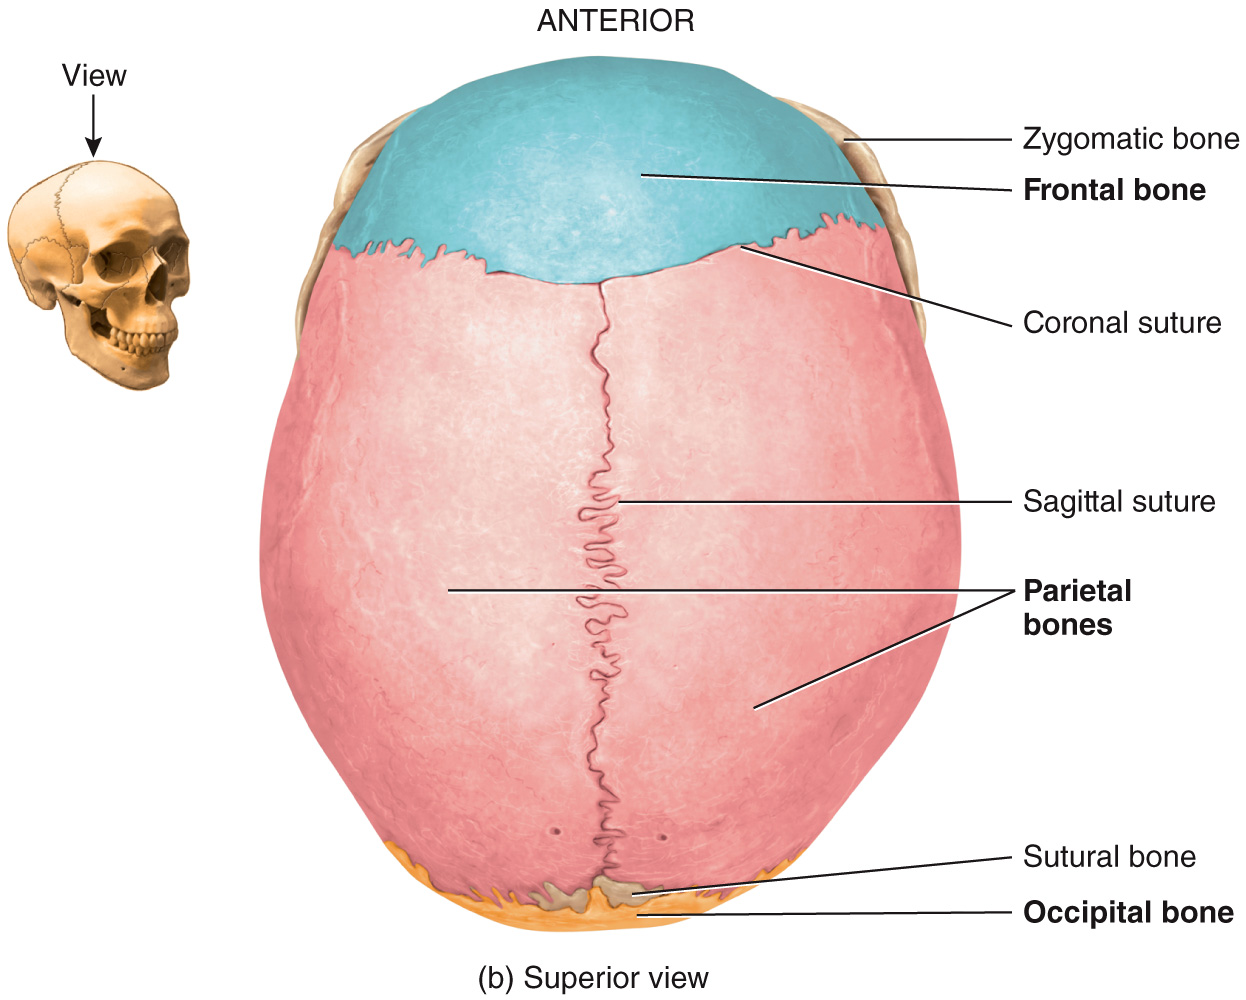 ANTERIOR
View
Zygomatic bone
Frontal bone
Coronal suture
Sagittal suture
Parietal
bones
Sutural bone
Occipital bone
(b) Superior view